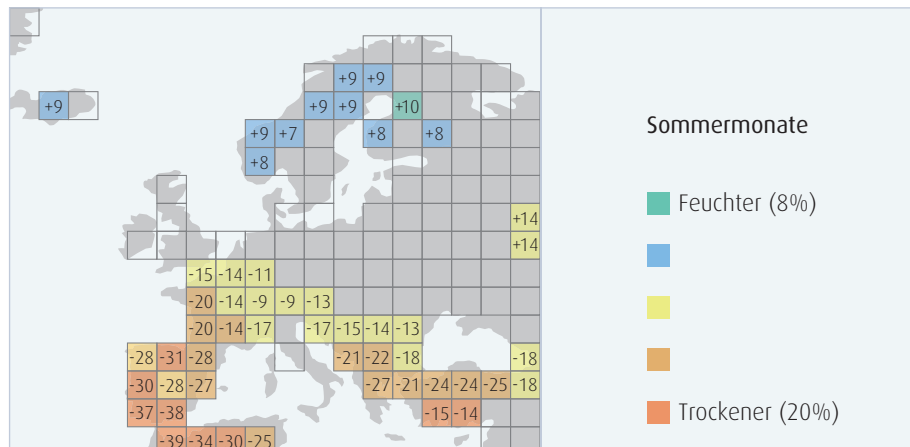 +9 +9
+9 +9 +9 +10
+9 +7 +8 +8
Sommermonate
+8
Feuchter (8%)
+14
+14
-15 -14 -11
-20 -14 -9 -9 -13
-20 -14 -17 -17 -15 -14 -13
-28 -31 -28 -21 -22 -18 -18
-30 -28 -27 -27 -21 -24 -24 -25 -18
-37 -38 -15 -14
Trockener (20%)
-39 -34 -30 -25